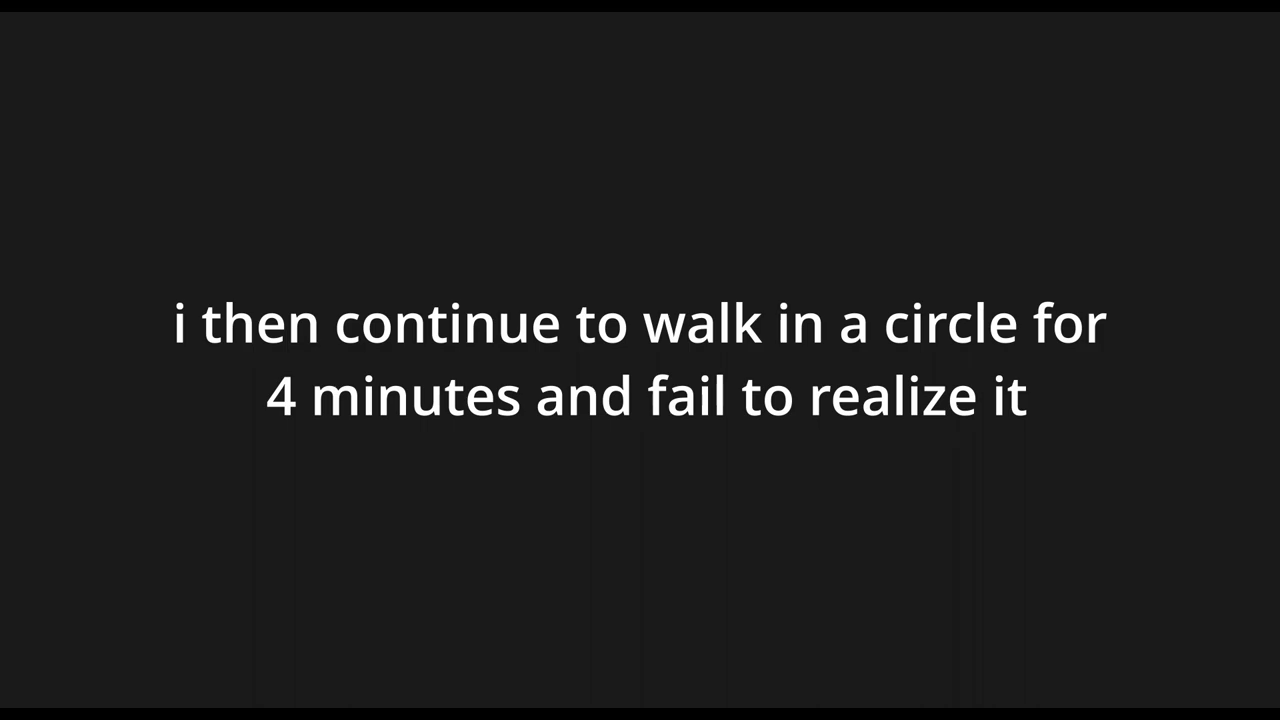 i then continue to walk in a circle for
4 minutes and fail to realize it